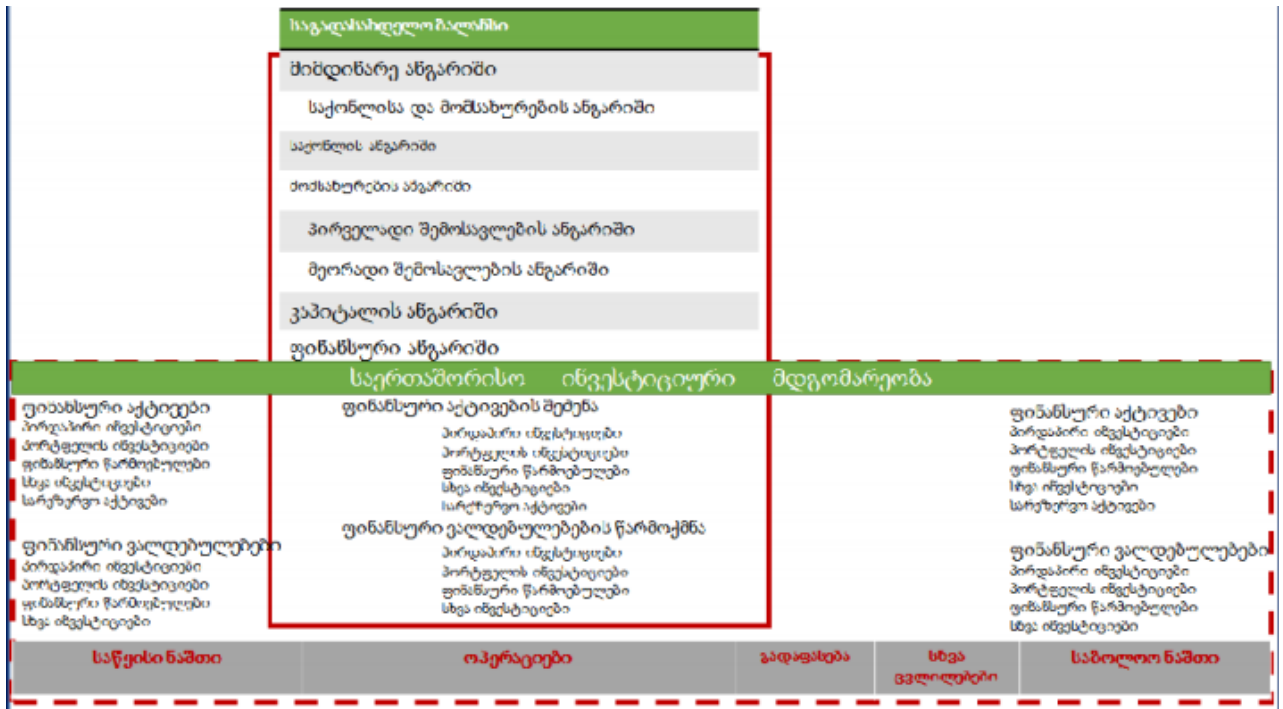 საგადასახდელო ბალანსი
მიმდინარე ანგარიში
საქონლისა და მომსახურების ანგარიში
საქონლის ანგარიში
მომსახურების ანგარიში
პირველადი შემოსავლების ანგარიში
მეორადი შემოსავლების ანგარიში
კაპიტალის ანგარიში
ფინანსური ანგარიში
საერთაშორისო ინვესტიციური მდგომარეობა
ფინანსური აქტივები
პირდაპირი ინვესტიციები
პორტფელის ინვესტიციები
ფინანსური წარმოებულები
სხვა ინვესტიციები
სარეზერვო აქტივები
ფინანსური ვალდებულებები
პირდაპირი ინვესტიციები
პორტფელის ინვესტიციები
ფინანსური წარმოებულები
სხვა ინვესტიციები
ფინანსური აქტივების შეძენა
პირდაპირი ინვესტიციები
პორტფელის ინვესტიციები
ფინანსური წარმოებულები
სხვა ინვესტიციები
სარეზერვო აქტივები
ფინანსური ვალდებულებების წარმოქმნა
პირდაპირი ინვესტიციები
პორტფელის ინვესტიციები
ფინანსური წარმოებულები
სხვა ინვესტიციები
ფინანსური აქტივები
პირდაპირი ინვესტიციები
პორტფელის ინვესტიციები
ფინანსური წარმოებულები
სხვა ინვესტიციები
სარეზერვო აქტივები
ფინანსური ვალდებულებები
პირდაპირი ინვესტიციები
პორტფელის ინვესტიციები
ფინანსური წარმოებულები
სხვა ინვესტიციები
საწყისი ნაშთი
ოპერაციები
გადაფასება
სხვა
ცვლილებები
საბოლოო ნაშთი